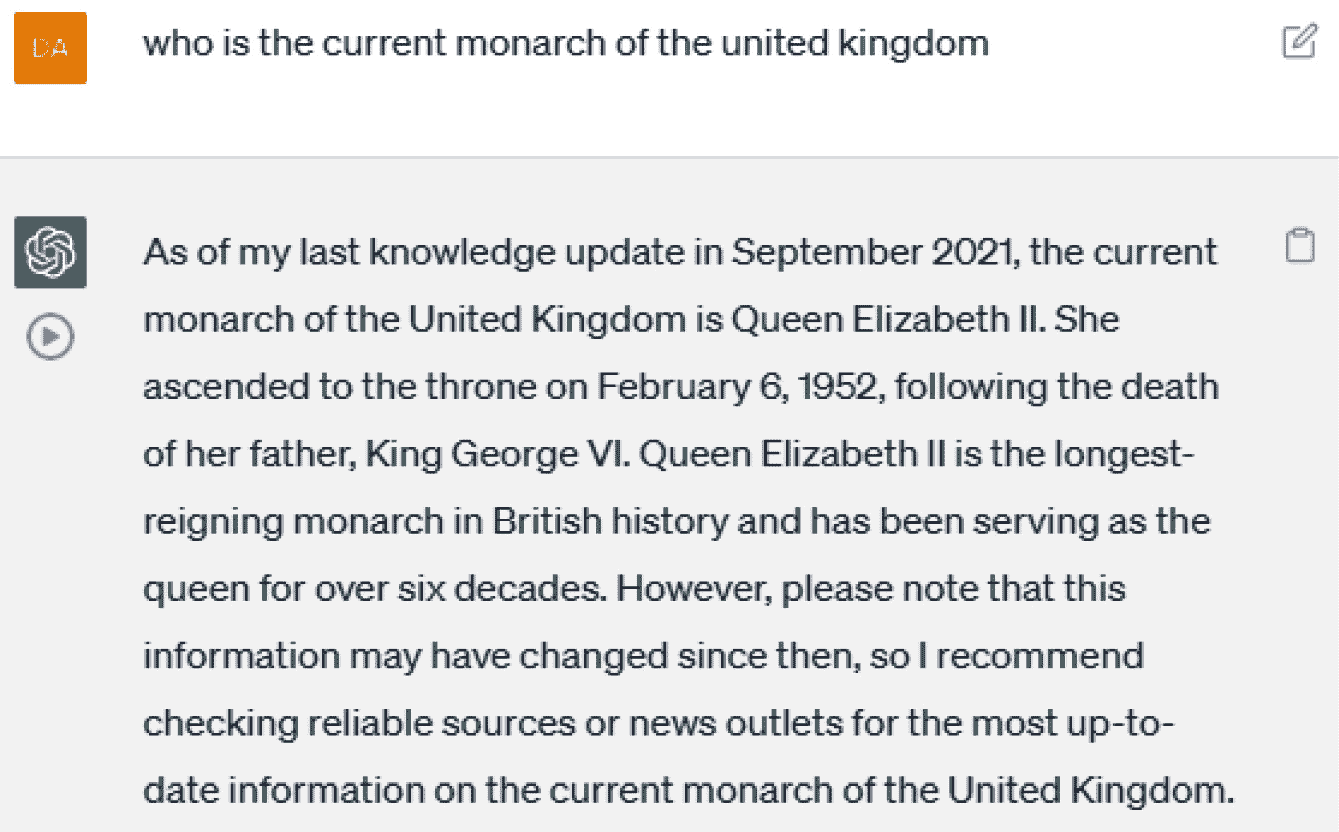 DA
who is the current monarch of the united kingdom
As of my last knowledge update in September 2021, the current
monarch of the United Kingdom is Queen Elizabeth II. She
ascended to the throne on February 6, 1952, following the death
of her father, King George VI. Queen Elizabeth II is the longest-
reigning monarch in British history and has been serving as the
queen for over six decades. However, please note that this
information may have changed since then, so I recommend
checking reliable sources or news outlets for the most up-to-
date information on the current monarch of the United Kingdom.